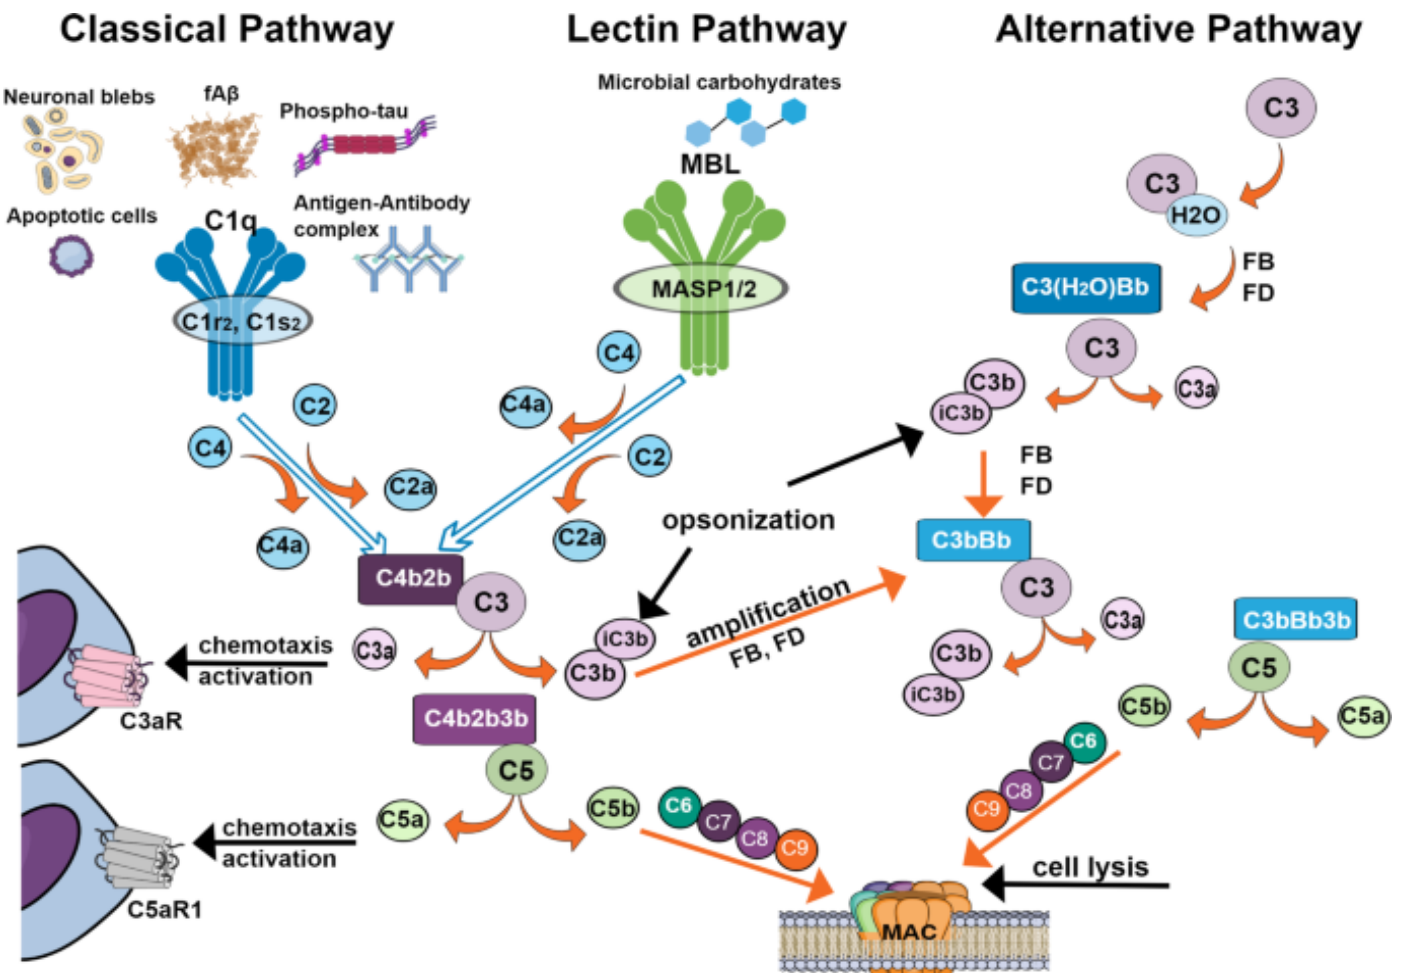 Classical Pathway
Lectin Pathway
Alternative Pathway
Neuronal blebs
fAβ
Phospho-tau
Apoptotic cells
C1q
Antigen-Antibody
complex
C1r2, C1s2
C4
C2
C4a
C2a
Microbial carbohydrates
MBL
MASP1/2
C4
C4a
C2
C2a
C3
C3
H2O
FB
FD
C3(H2O)Bb
C3
C3b
iC3b
C3a
FB
FD
opsonization
C4b2b
C3
C3a
iC3b
C3b
amplification
FB, FD
C3bBb
C3
C3a
C3b
iC3b
C3bBb3b
C5
C5b
C5a
chemotaxis
activation
C3aR
C4b2b3b
C5
C5a
C5b
C6
C7
C8
C9
C6
C7
C8
C9
chemotaxis
activation
C5aR1
cell lysis
MAC